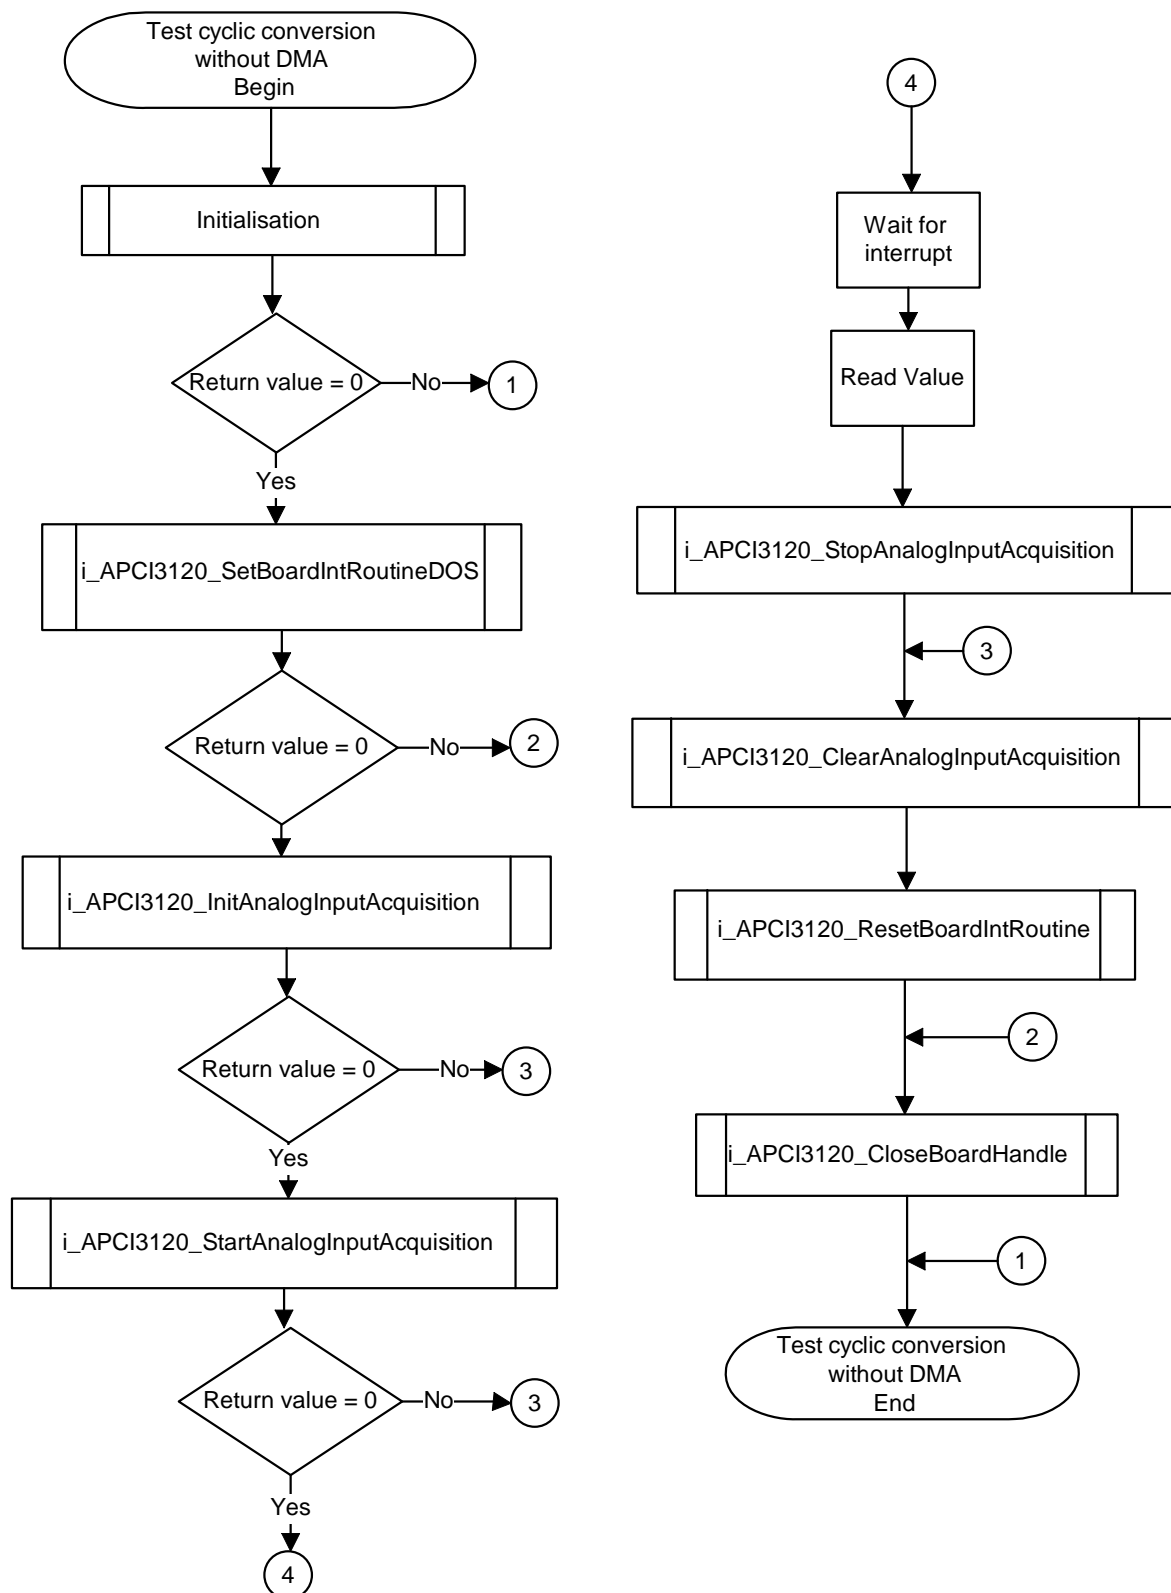 Test cyclic conversion
without DMA
Begin
Initialisation
Return value = 0
No
1
Yes
i_APCI3120_SetBoardIntRoutineDOS
Return value = 0
No
2
i_APCI3120_InitAnalogInputAcquisition
Return value = 0
No
3
Yes
i_APCI3120_StartAnalogInputAcquisition
Return value = 0
No
3
Yes
4
4
Wait for
interrupt
Read Value
i_APCI3120_StopAnalogInputAcquisition
3
i_APCI3120_ClearAnalogInputAcquisition
i_APCI3120_ResetBoardIntRoutine
2
i_APCI3120_CloseBoardHandle
1
Test cyclic conversion
without DMA
End